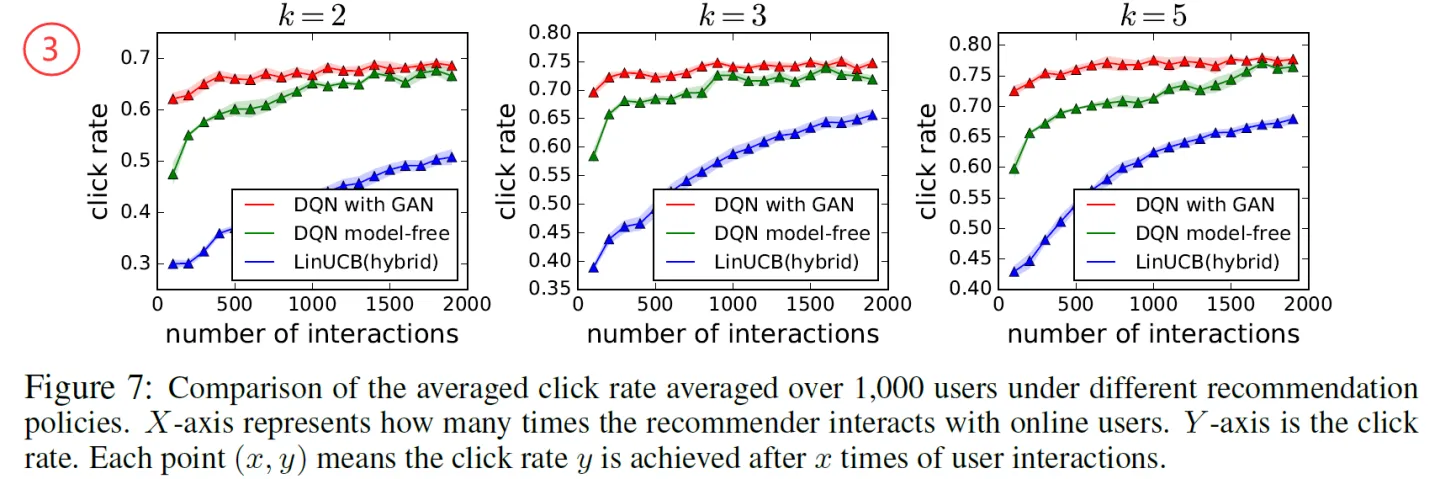 3
k = 2
k = 3
k = 5
click rate
0.7
0.6
0.5
0.4
0.3
DQN with GAN
DQN model-free
LinUCB(hybrid)
0 500 1000 1500 2000
number of interactions
click rate
0.80
0.75
0.70
0.65
0.60
0.55
0.50
0.45
0.40
0.35
DQN with GAN
DQN model-free
LinUCB(hybrid)
0 500 1000 1500 2000
number of interactions
click rate
0.80
0.75
0.70
0.65
0.60
0.55
0.50
0.45
0.40
DQN with GAN
DQN model-free
LinUCB(hybrid)
0 500 1000 1500 2000
number of interactions
Figure 7: Comparison of the averaged click rate averaged over 1,000 users under different recommendation
policies. X-axis represents how many times the recommender interacts with online users. Y-axis is the click
rate. Each point (x, y) means the click rate y is achieved after x times of user interactions.